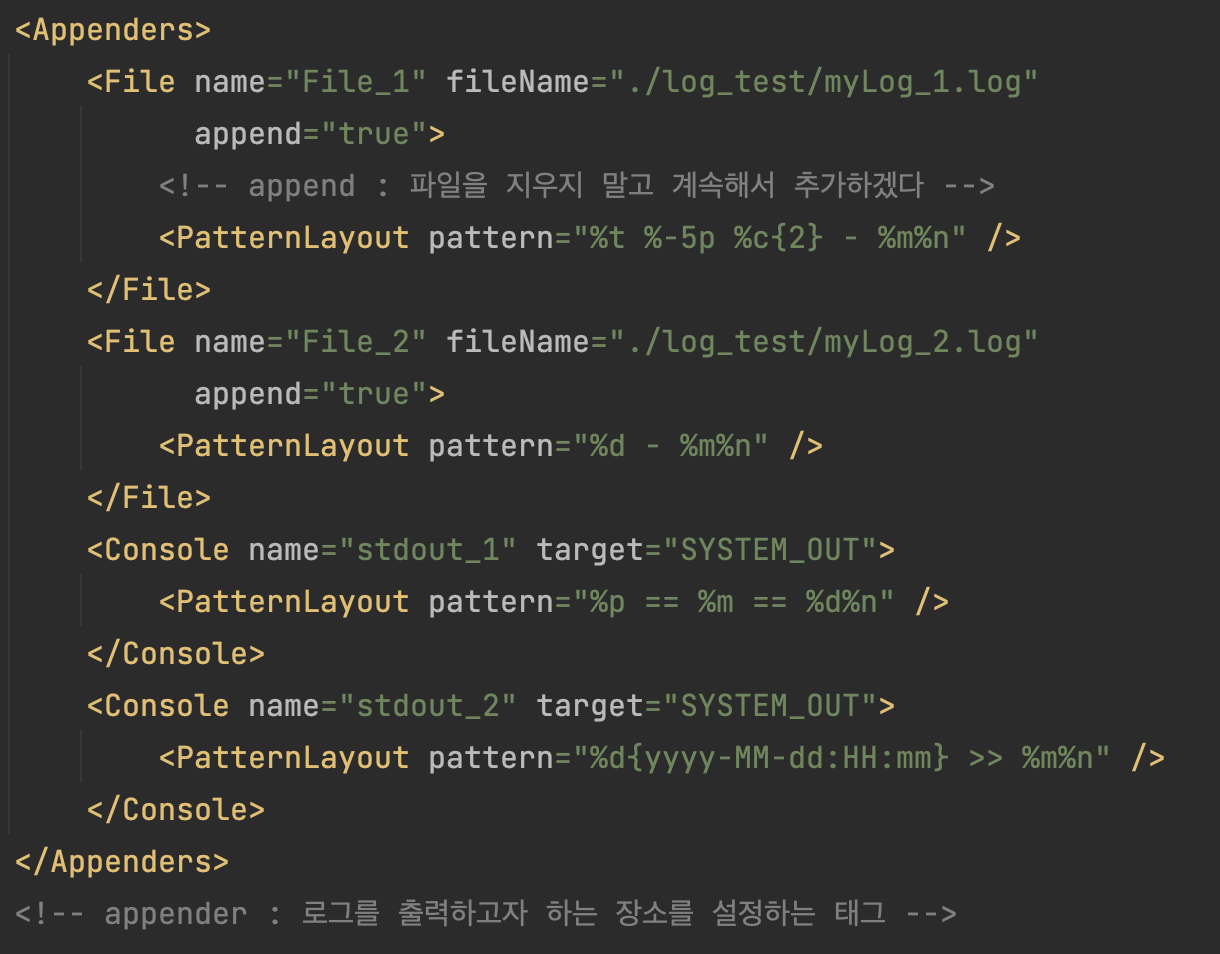 <Appenders>
    <File name="File_1" fileName="./log_test/myLog_1.log"
          append="true">
        <!-- append : 파일을 지우지 말고 계속해서 추가하겠다 -->
        <PatternLayout pattern="%t %-5p %c{2} - %m%n" />
    </File>
    <File name="File_2" fileName="./log_test/myLog_2.log"
          append="true">
        <PatternLayout pattern="%d - %m%n" />
    </File>
    <Console name="stdout_1" target="SYSTEM_OUT">
        <PatternLayout pattern="%p == %m == %d%n" />
    </Console>
    <Console name="stdout_2" target="SYSTEM_OUT">
        <PatternLayout pattern="%d{yyyy-MM-dd:HH:mm} >> %m%n" />
    </Console>
</Appenders>
<!-- appender : 로그를 출력하고자 하는 장소를 설정하는 태그 -->